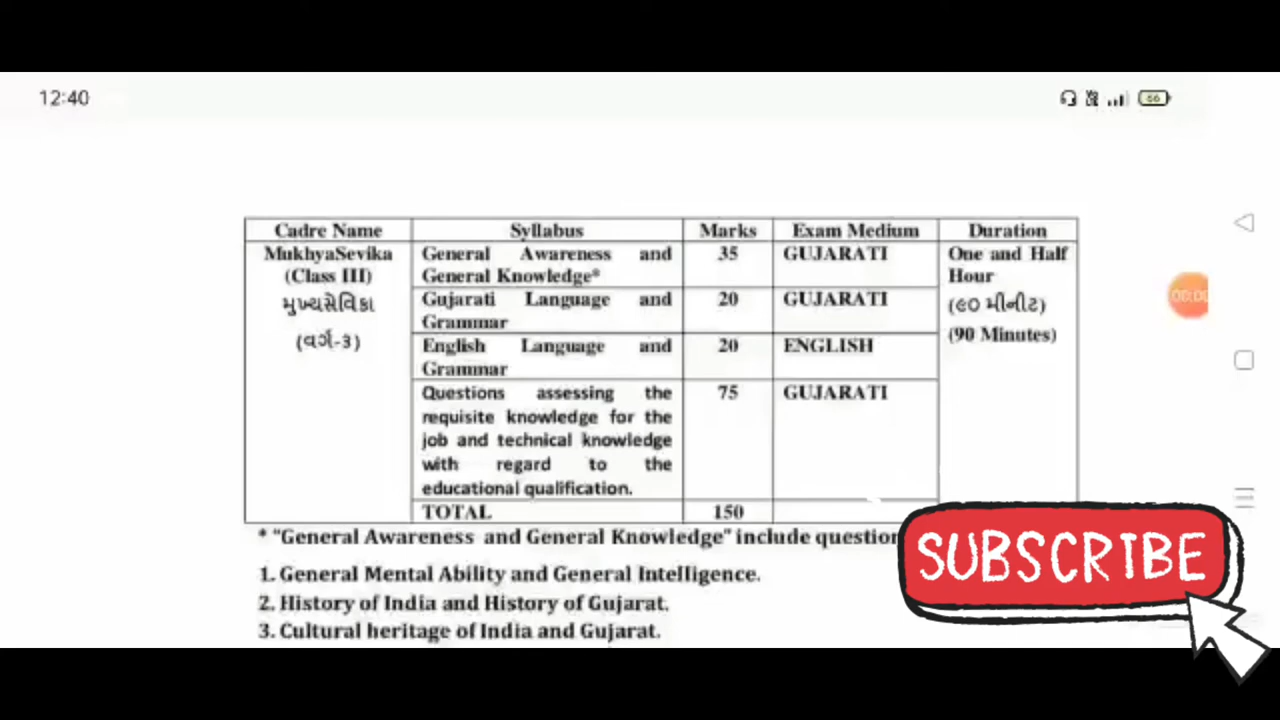 12:40
66
Cadre Name Syllabus Marks Exam Medium Duration
MukhyaSevika General Awareness and 35 GUJARATI One and Half
(Class III) General Knowledge* Hour
મુખ્યસેવિકા Gujarati Language and 20 GUJARATI (૯૦ મીનીટ)
Grammar
(વર્ગ-૩) English Language and 20 ENGLISH (90 Minutes)
Grammar
Questions assessing the 75 GUJARATI
requisite knowledge for the
job and technical knowledge
with regard to the
educational qualification.
TOTAL 150
* "General Awareness and General Knowledge" include
1. General Mental Ability and General Intelligence.
2. History of India and History of Gujarat.
3. Cultural heritage of India and Gujarat.
00:00
SUBSCRIBE